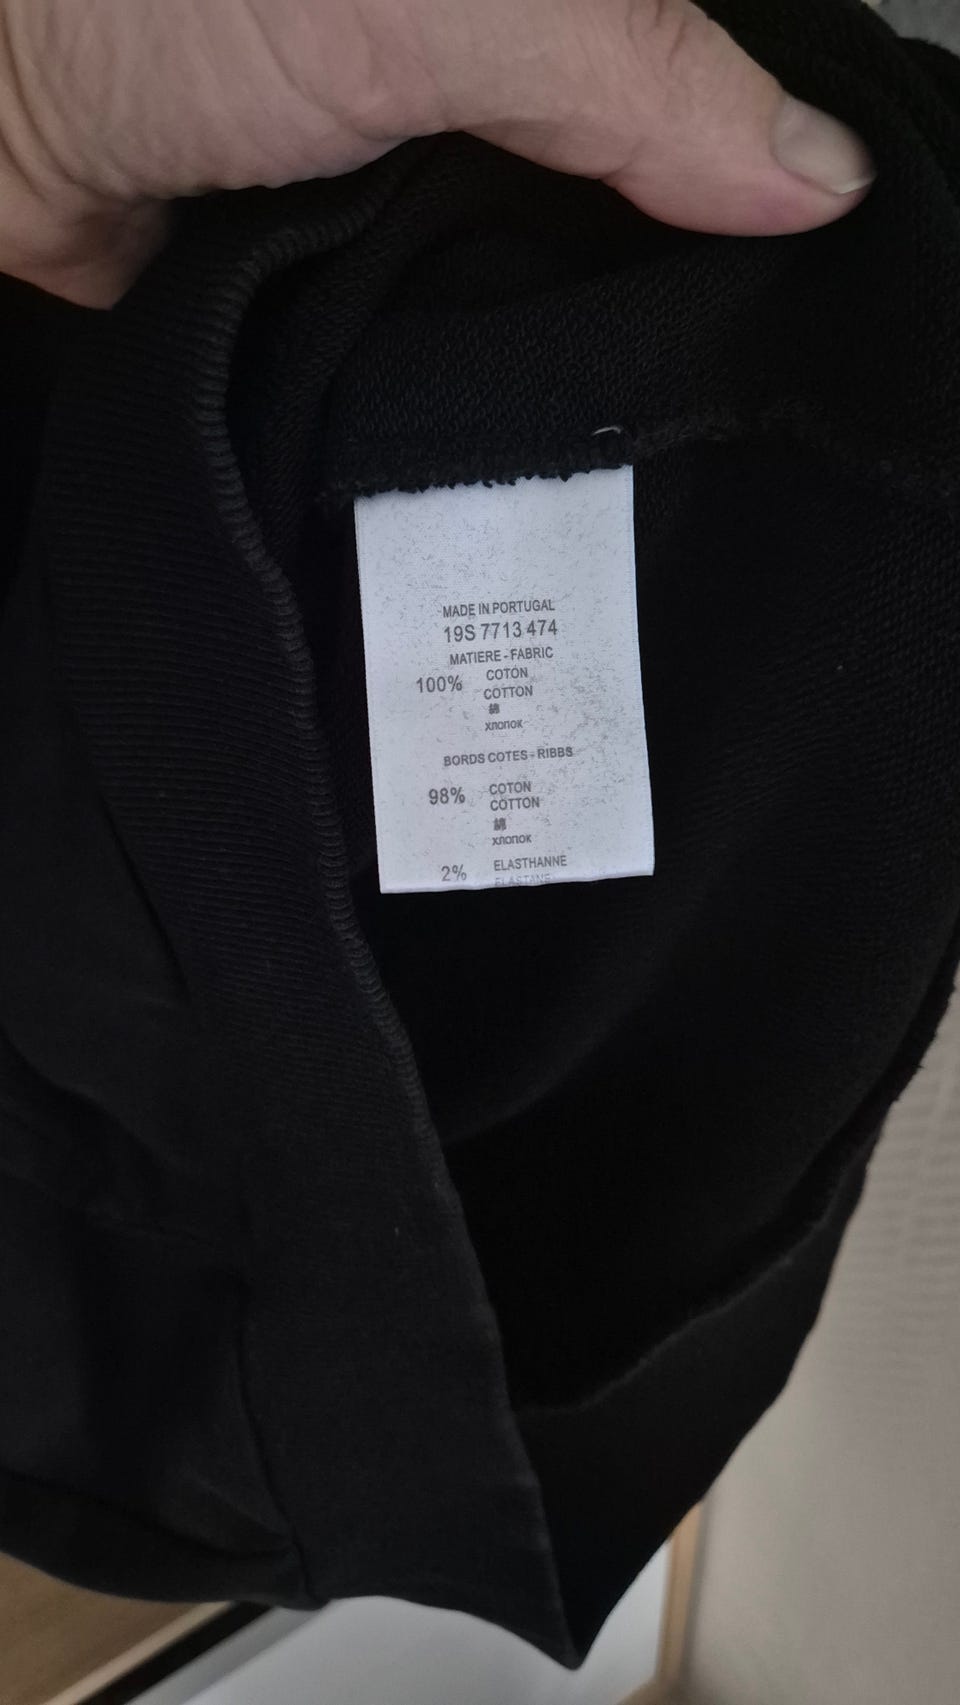 MADE IN PORTUGAL
19S 7713 474
MATIERE - FABRIC
100% COTON
COTTON
棉
хлопок
BORDS COTES - RIBBS
98% COTON
COTTON
棉
хлопок
2% ELASTHANNE
ELASTANE